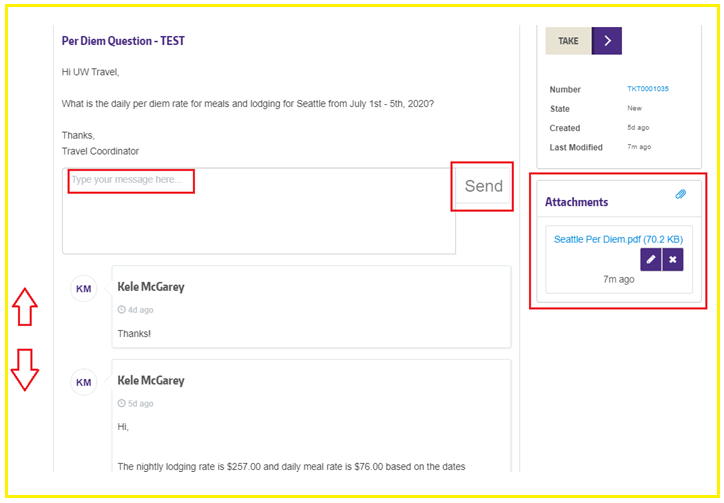 Per Diem Question - TEST
Hi UW Travel,
What is the daily per diem rate for meals and lodging for Seattle from July 1st - 5th, 2020?
Thanks,
Travel Coordinator
Type your message here...
Send
KM
Kele McGarey
4d ago
Thanks!
KM
Kele McGarey
5d ago
Hi,
The nightly lodging rate is $257.00 and daily meal rate is $76.00 based on the dates
TAKE
Number TKT0001035
State New
Created 5d ago
Last Modified 7m ago
Attachments
Seattle Per Diem.pdf (70.2 KB)
7m ago